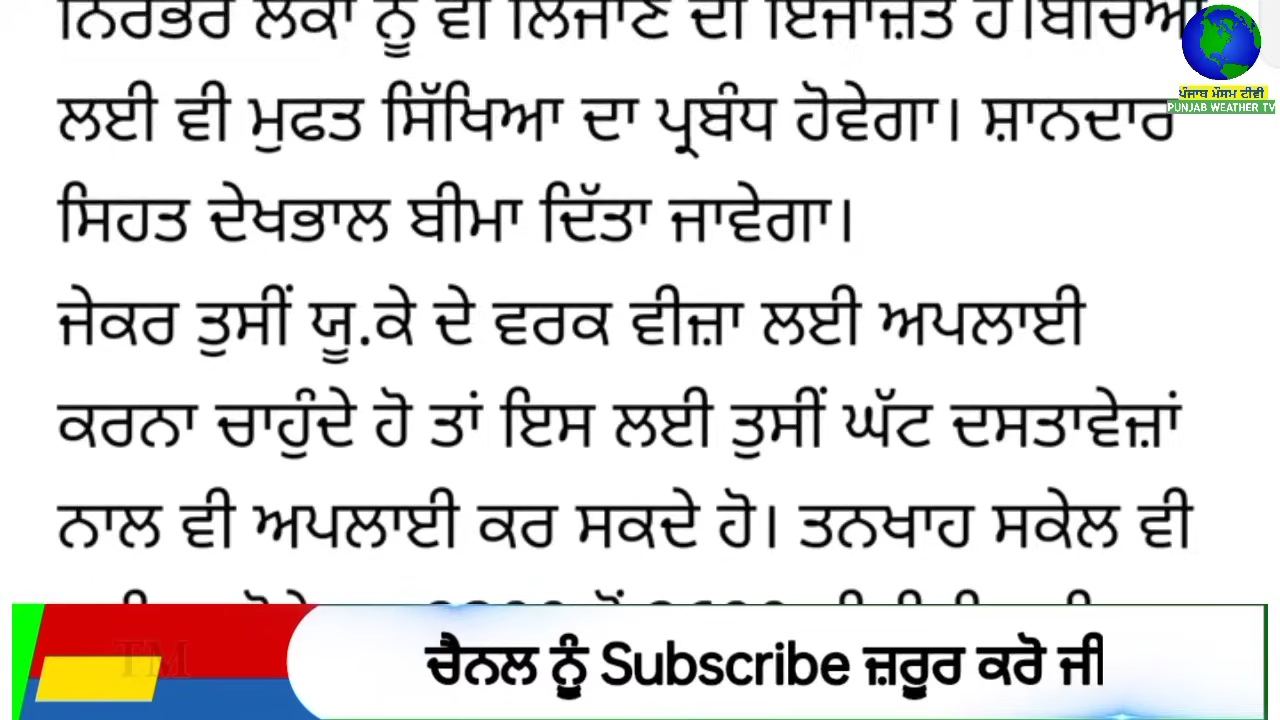 ਨਿਰਭਰ ਲੋਕਾਂ ਨੂੰ ਵੀ ਲਿਜਾਣ ਦੀ ਇਜਾਜ਼ਤ ਹੈ।ਬੱਚਿਆਂ
ਪੰਜਾਬ ਮੌਸਮ ਟੀਵੀ
PUNJAB WEATHER TV
ਲਈ ਵੀ ਮੁਫਤ ਸਿੱਖਿਆ ਦਾ ਪ੍ਰਬੰਧ ਹੋਵੇਗਾ। ਸ਼ਾਨਦਾਰ
ਸਿਹਤ ਦੇਖਭਾਲ ਬੀਮਾ ਦਿੱਤਾ ਜਾਵੇਗਾ।
ਜੇਕਰ ਤੁਸੀਂ ਯੂ.ਕੇ ਦੇ ਵਰਕ ਵੀਜ਼ਾ ਲਈ ਅਪਲਾਈ
ਕਰਨਾ ਚਾਹੁੰਦੇ ਹੋ ਤਾਂ ਇਸ ਲਈ ਤੁਸੀਂ ਘੱਟ ਦਸਤਾਵੇਜ਼ਾਂ
ਨਾਲ ਵੀ ਅਪਲਾਈ ਕਰ ਸਕਦੇ ਹੋ। ਤਨਖਾਹ ਸਕੇਲ ਵੀ
TM
ਚੈਨਲ ਨੂੰ Subscribe ਜ਼ਰੂਰ ਕਰੋ ਜੀ